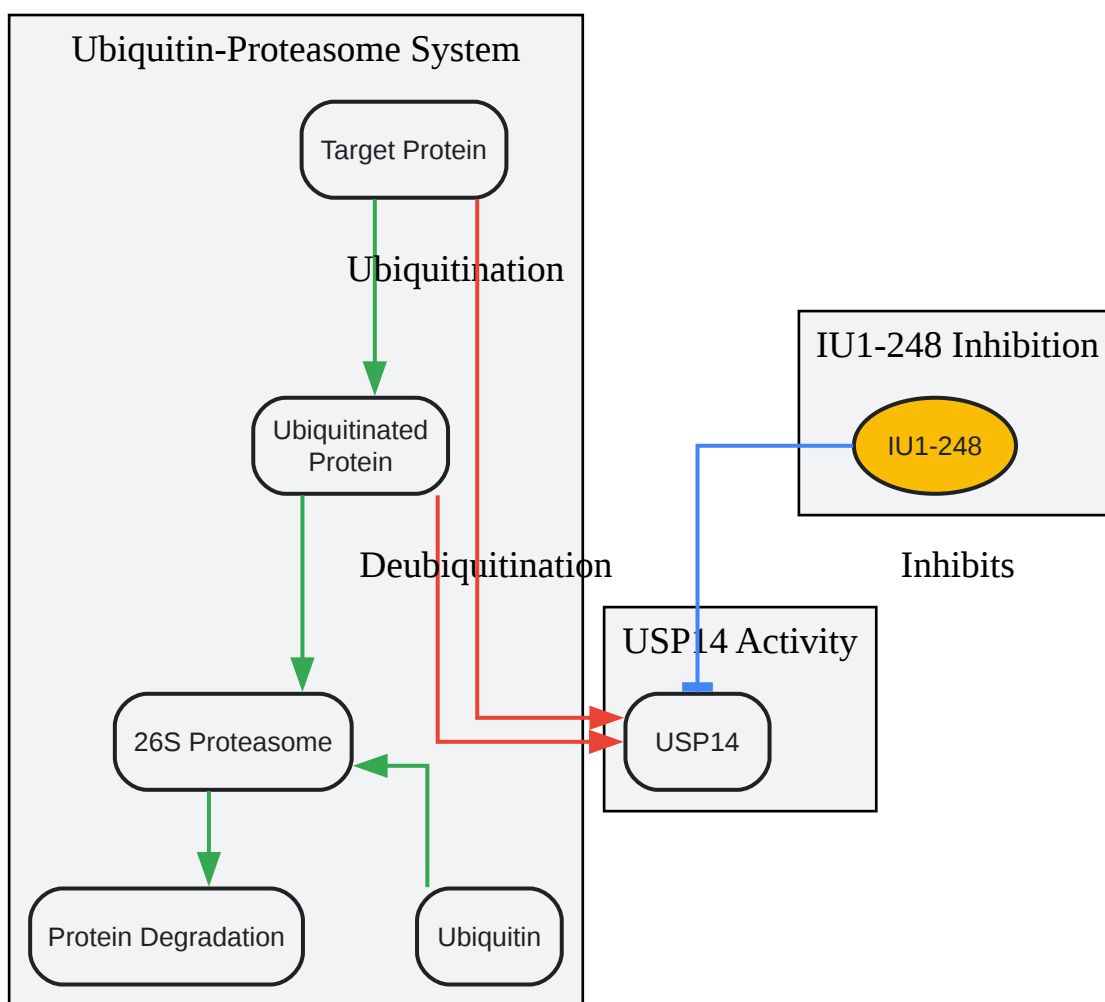 Ubiquitin-Proteasome System
Target Protein
Ubiquitination
IU1-248 Inhibition
Ubiquitinated
Protein
IU1-248
Deubiquitination
Inhibits
USP14 Activity
26S Proteasome
USP14
Protein Degradation
Ubiquitin